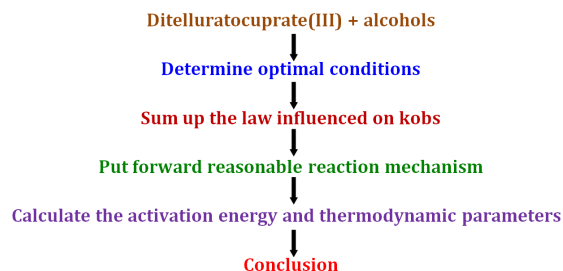 Ditelluratocuprate(III) + alcohols
Determine optimal conditions
Sum up the law influenced on kobs
Put forward reasonable reaction mechanism
Calculate the activation energy and thermodynamic parameters
Conclusion